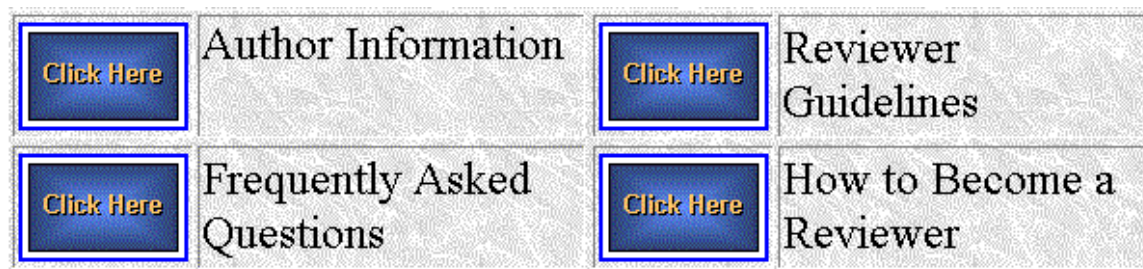 Click Here
Author Information
Click Here
Reviewer
Guidelines
Click Here
Frequently Asked
Questions
Click Here
How to Become a
Reviewer